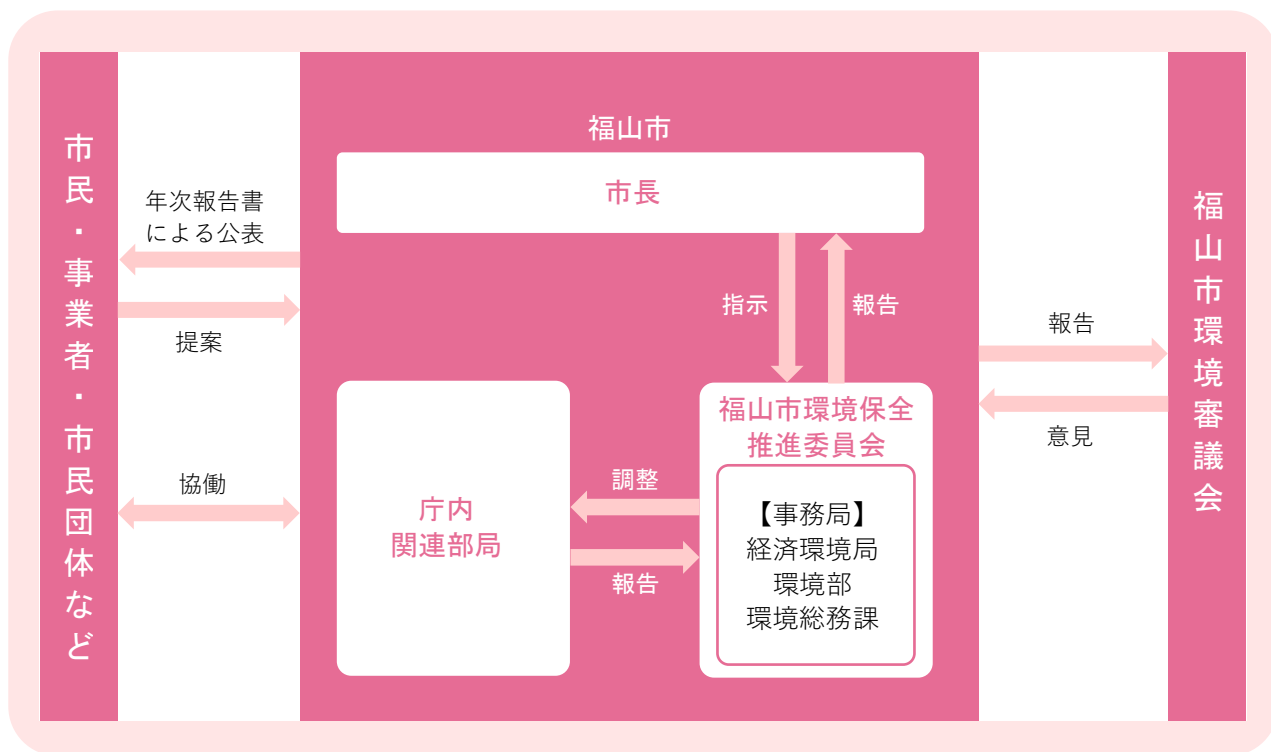 市民・事業者・市民団体など
年次報告書
による公表
提案
協働
福山市
市長
指示
報告
庁内
関連部局
調整
報告
福山市環境保全
推進委員会
【事務局】
経済環境局
環境部
環境総務課
報告
意見
福山市環境審議会